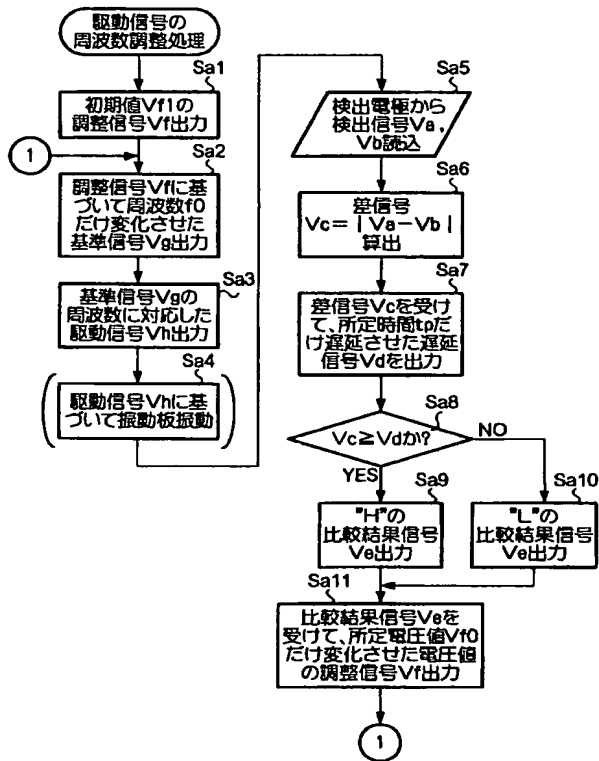 駆動信号の
周波数調整処理
Sa1
初期値Vf1の
調整信号Vf出力
1
Sa2
調整信号Vfに基
づいて周波数f0
だけ変化させた
基準信号Vg出力
Sa3
基準信号Vgの
周波数に対応した
駆動信号Vh出力
Sa4
駆動信号Vhに基
づいて振動板振動
Sa5
検出電極から
検出信号Va,
Vb読込
Sa6
差信号
Vc=|Va-Vb|
算出
Sa7
差信号Vcを受け
て、所定時間tpだ
け遅延させた遅延
信号Vdを出力
Sa8
Vc≧Vdか?
NO
YES
Sa9
"H"の
比較結果信号
Ve出力
Sa10
"L"の
比較結果信号
Ve出力
Sa11
比較結果信号Veを
受けて、所定電圧値Vf0
だけ変化させた電圧値
の調整信号Vf出力
1